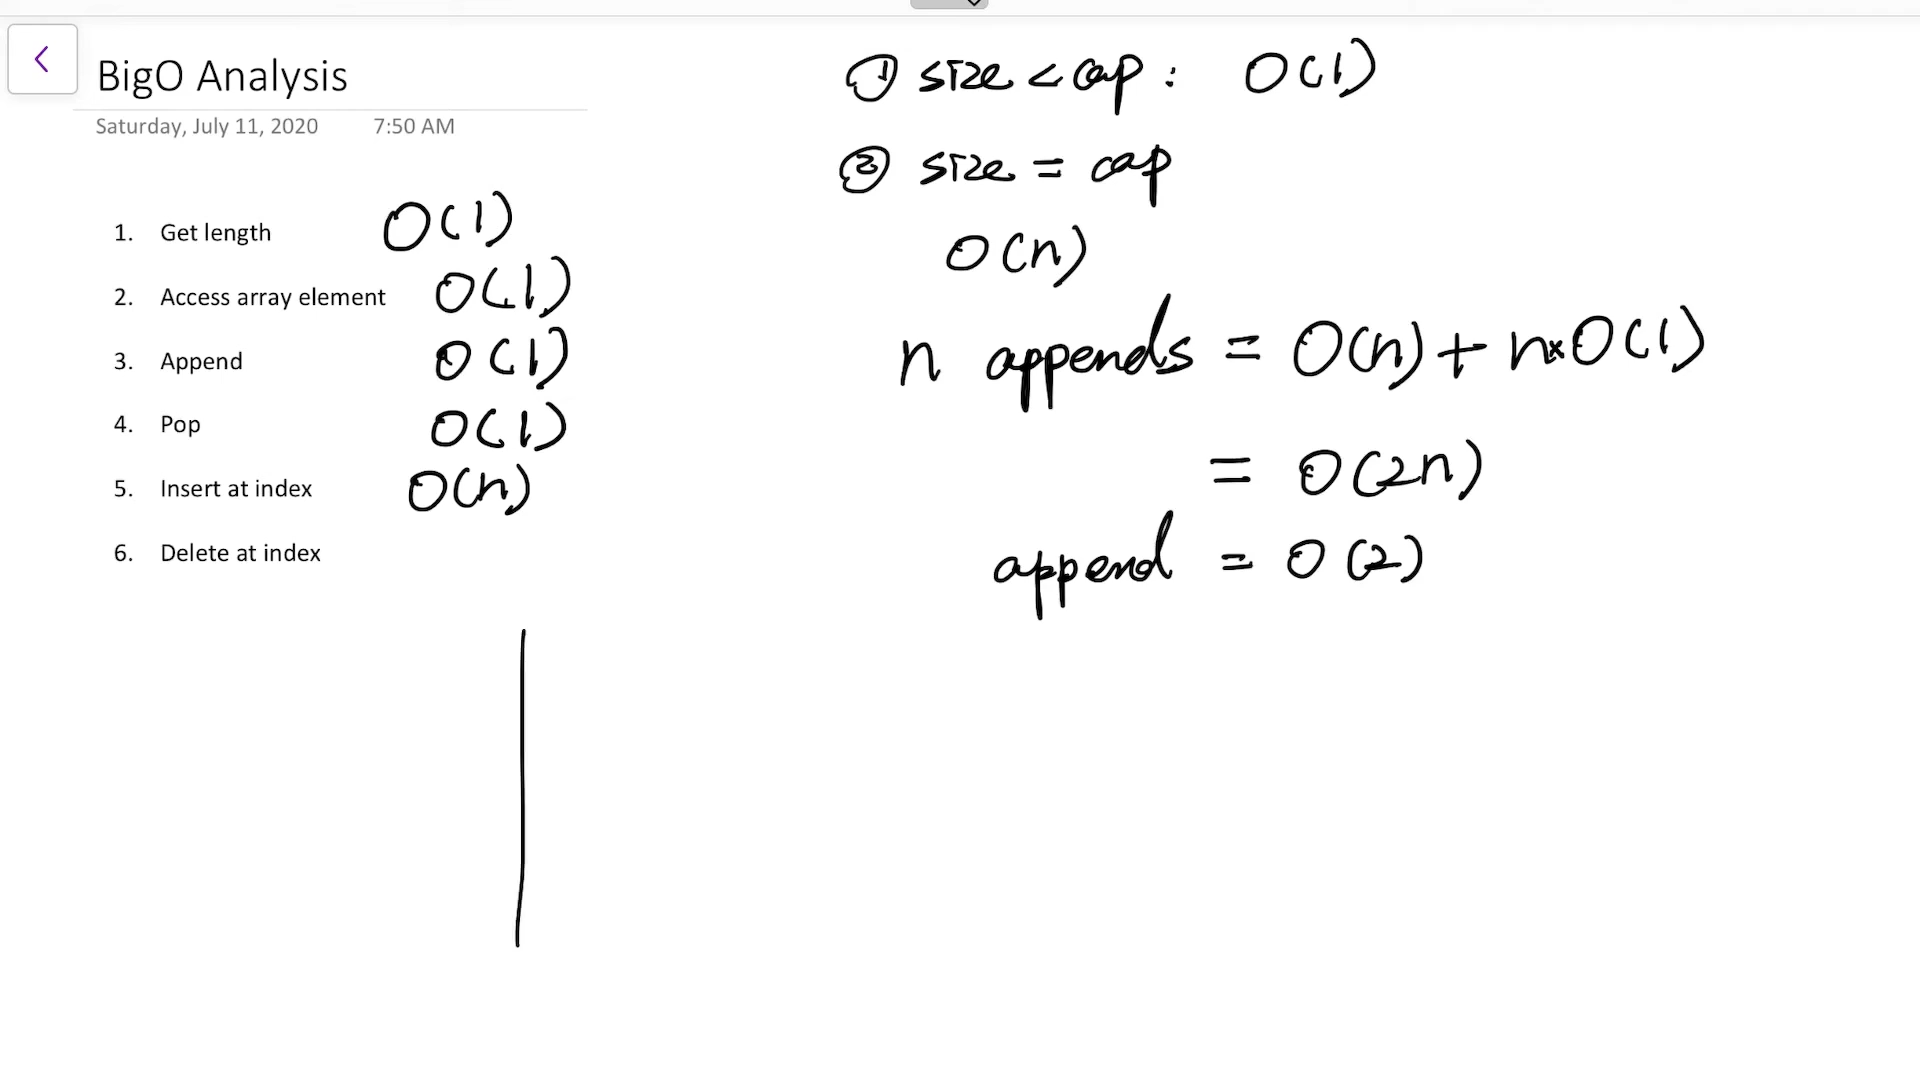 BigO Analysis
Saturday, July 11, 2020 7:50 AM
1. Get length O(1)
2. Access array element O(1)
3. Append O(1)
4. Pop O(1)
5. Insert at index O(n)
6. Delete at index
① size < cap : O(1)
② size = cap
O(n)
n appends = O(n) + n×O(1)
= O(2n)
append = O(2)